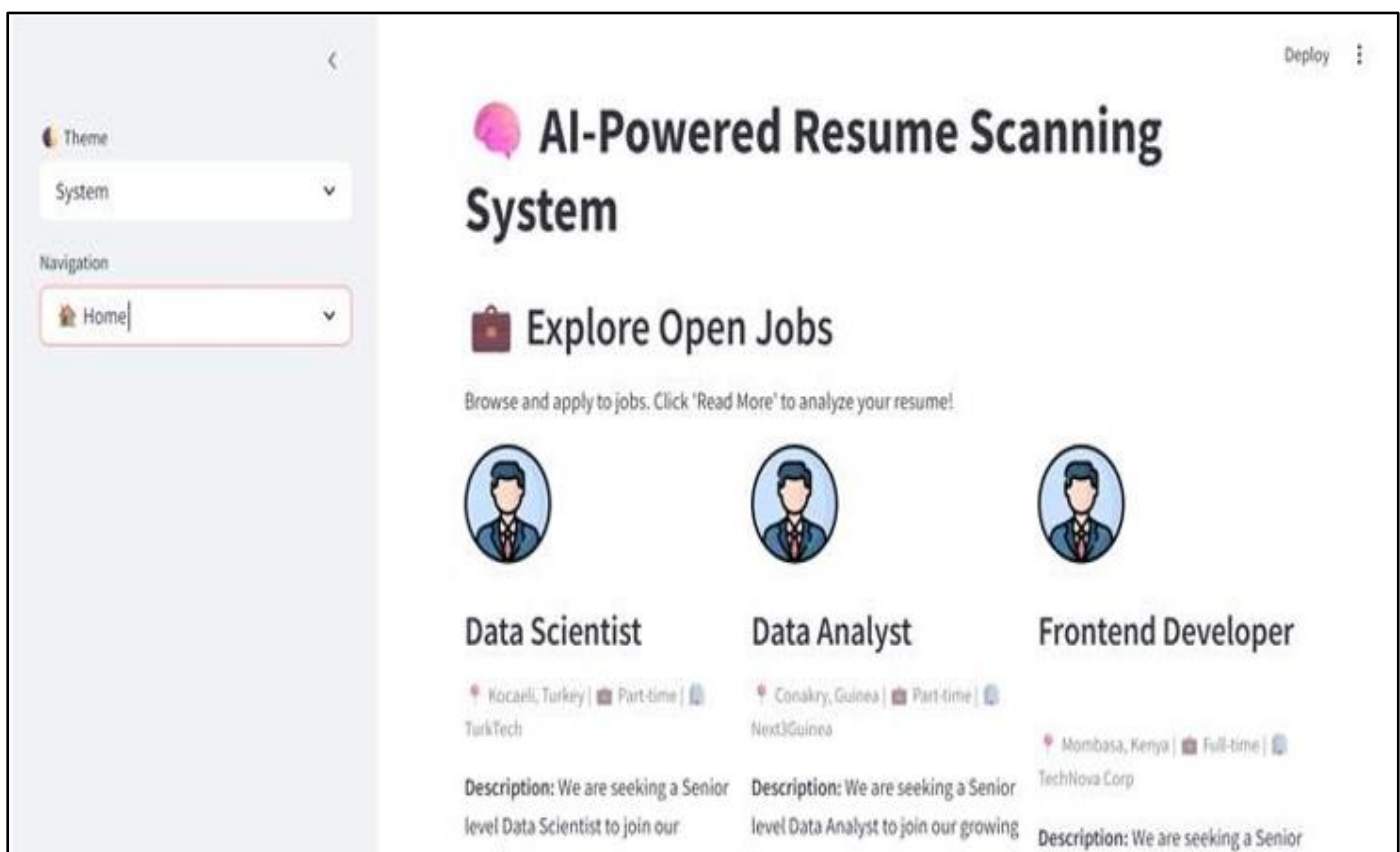 Deploy
Theme
System
Navigation
Home
AI-Powered Resume Scanning
System
Explore Open Jobs
Browse and apply to jobs. Click 'Read More' to analyze your resume!
Data Scientist
Kocaeli, Turkey | Part-time |
TurkTech
Description: We are seeking a Senior
level Data Scientist to join our
Data Analyst
Conakry, Guinea | Part-time |
Next3Guinea
Description: We are seeking a Senior
level Data Analyst to join our growing
Frontend Developer
Mombasa, Kenya | Full-time |
TechNova Corp
Description: We are seeking a Senior